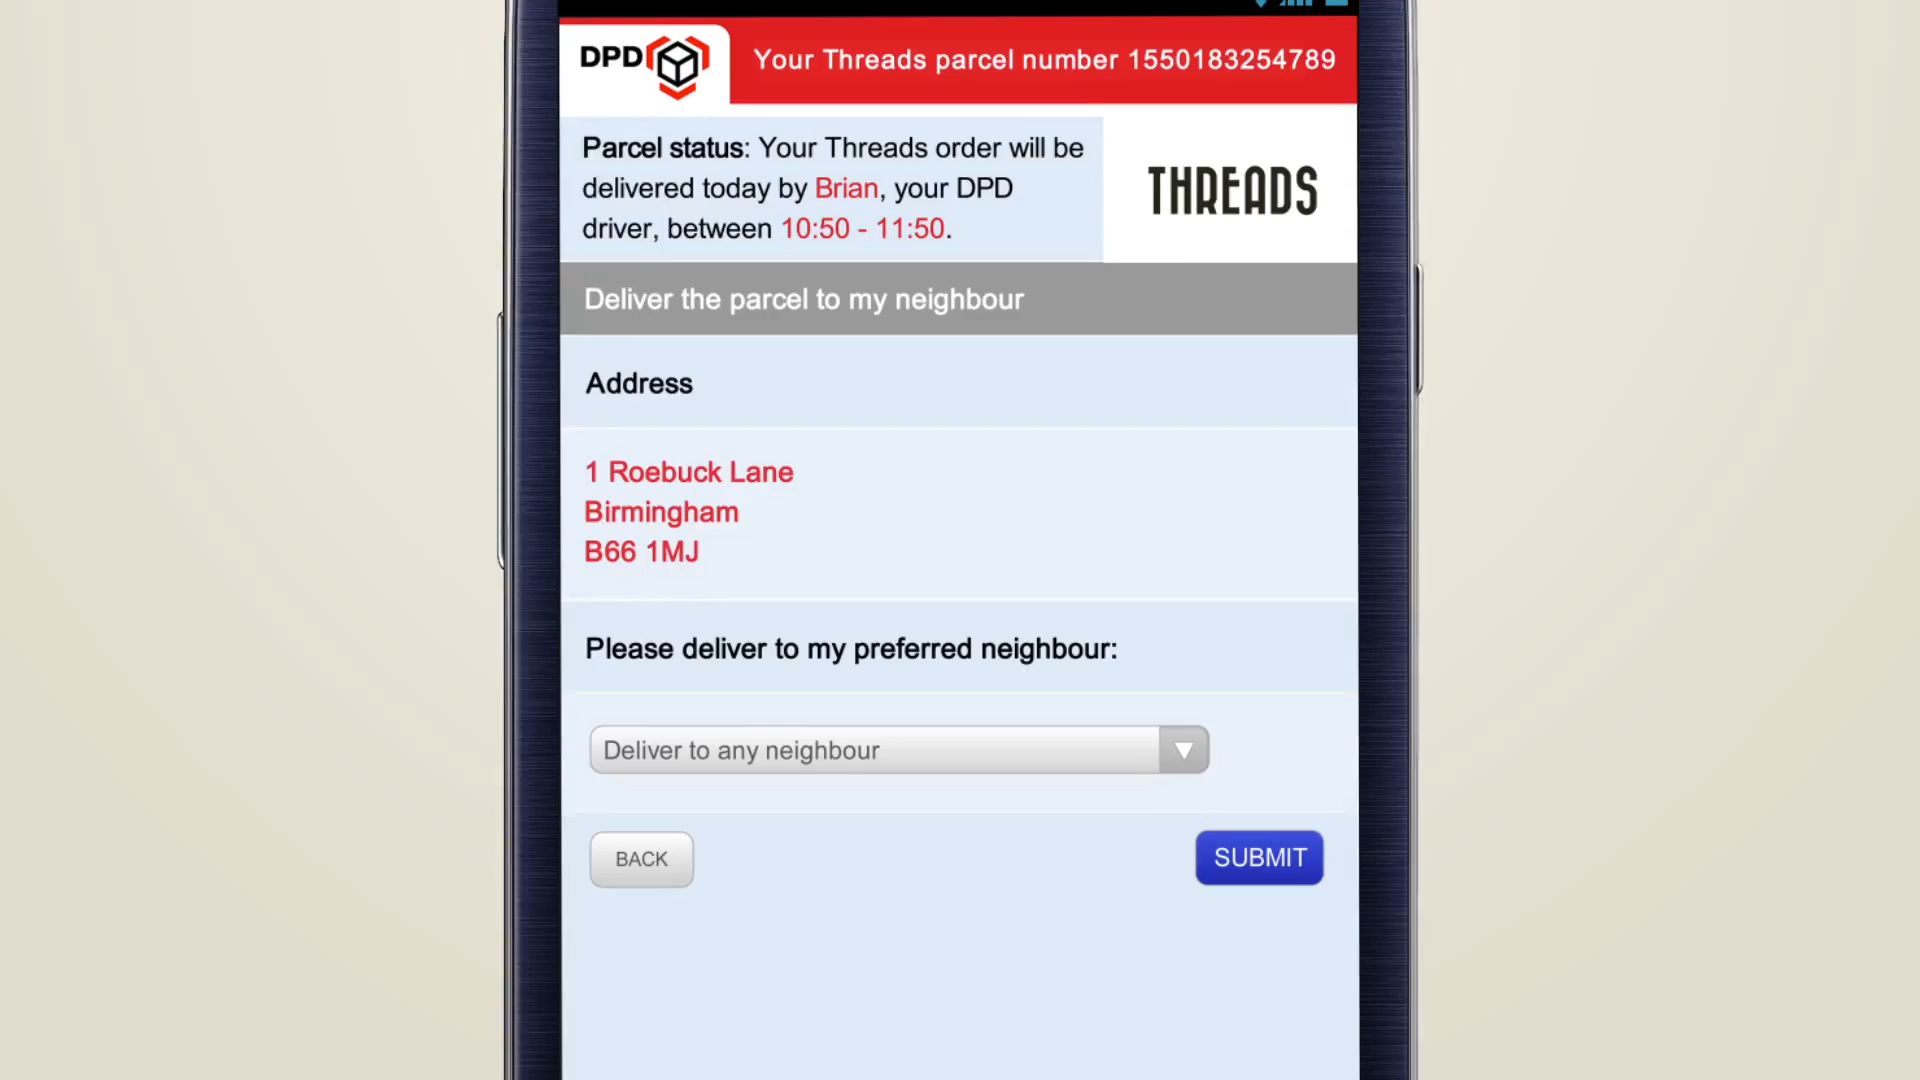 DPD
Your Threads parcel number 1550183254789
Parcel status: Your Threads order will be
delivered today by Brian, your DPD
driver, between 10:50 - 11:50.
THREADS
Deliver the parcel to my neighbour
Address
1 Roebuck Lane
Birmingham
B66 1MJ
Please deliver to my preferred neighbour:
Deliver to any neighbour
BACK
SUBMIT